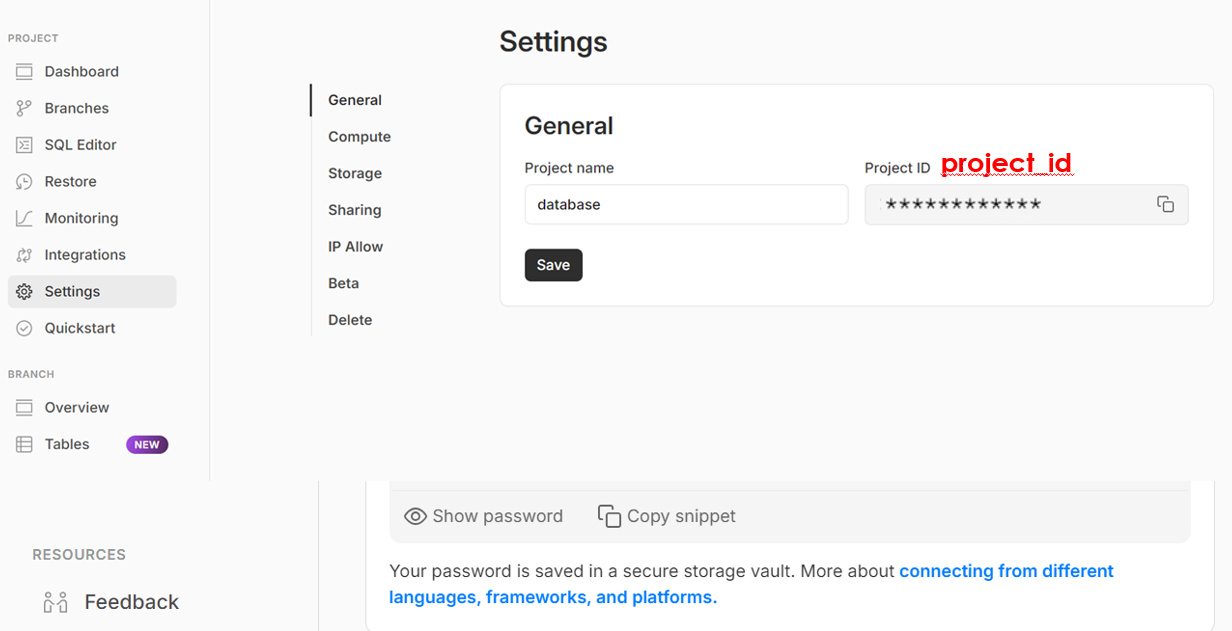 PROJECT
Dashboard
Branches
SQL Editor
Restore
Monitoring
Integrations
Settings
Quickstart
BRANCH
Overview
Tables NEW
RESOURCES
Feedback
General
Compute
Storage
Sharing
IP Allow
Beta
Delete
Settings
General
Project name
database
Project ID project_id
************
Save
Show password Copy snippet
Your password is saved in a secure storage vault. More about connecting from different
languages, frameworks, and platforms.